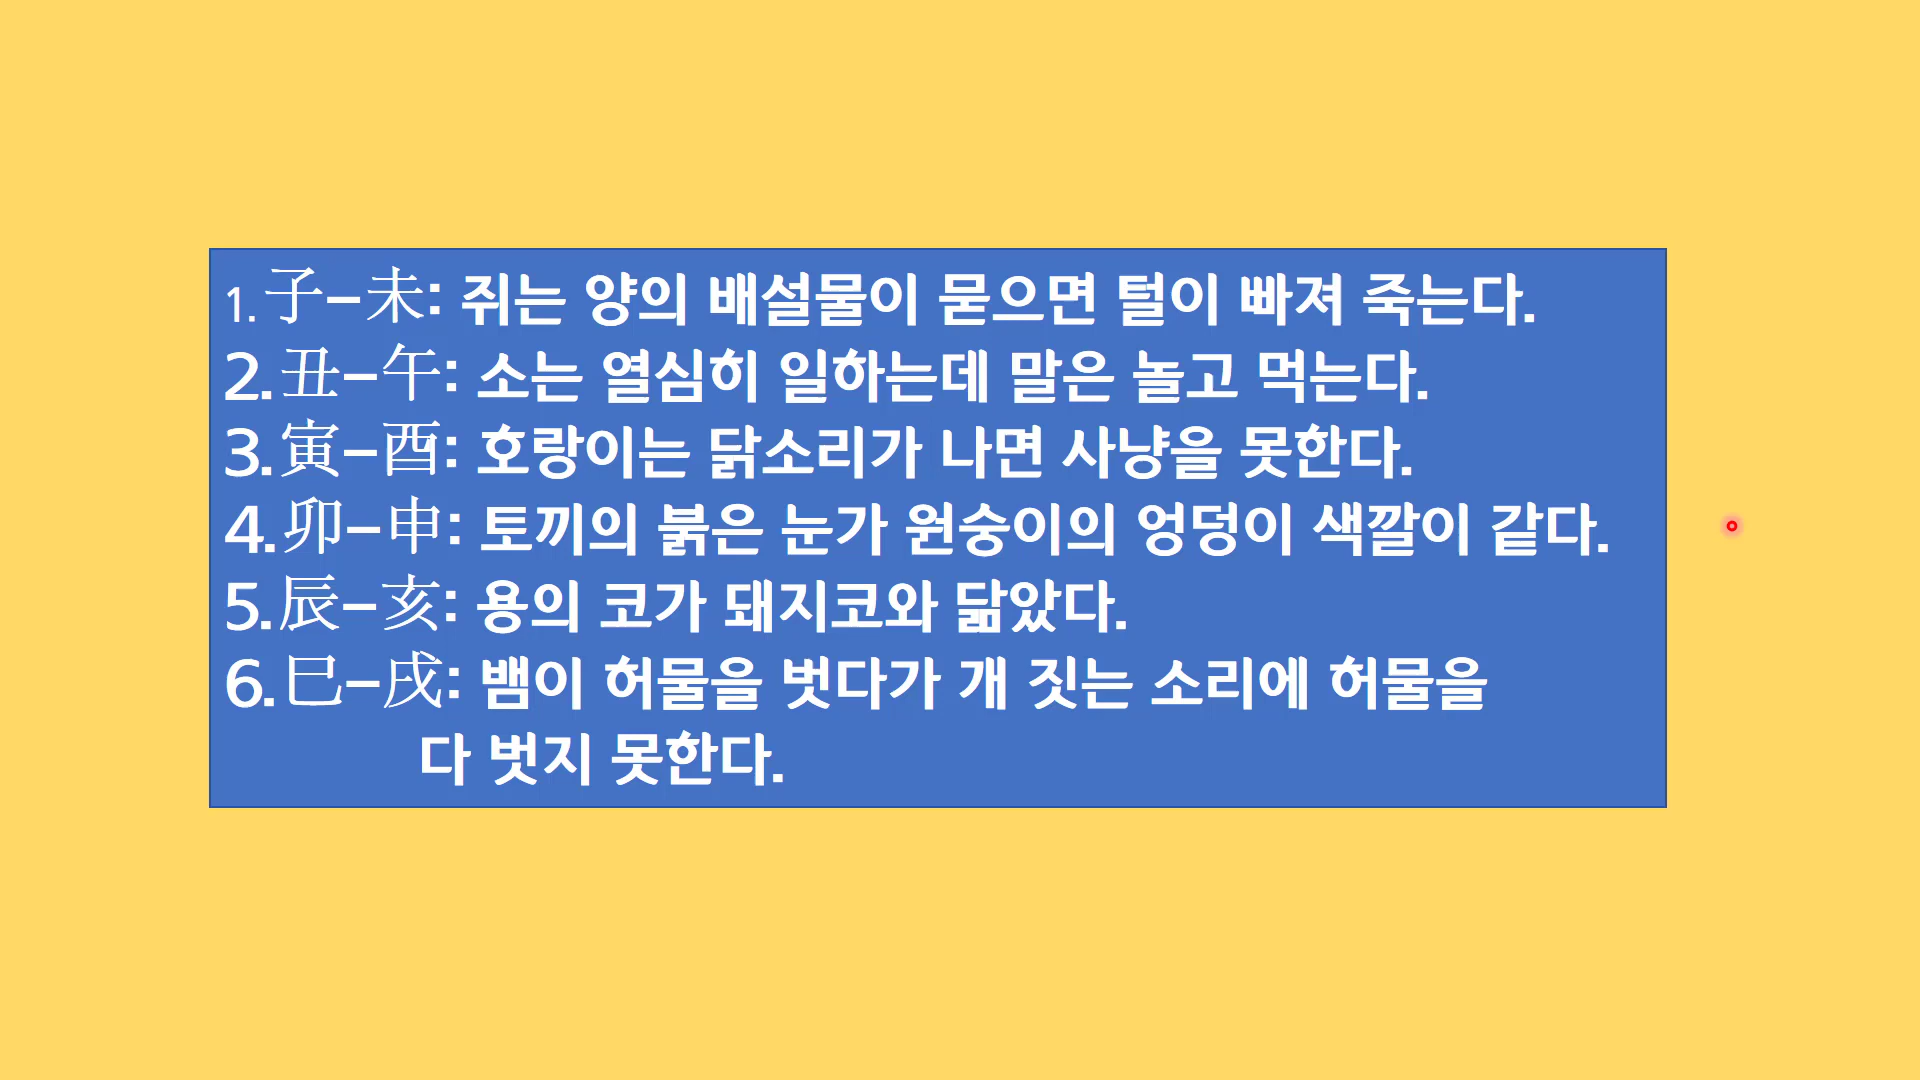 1. 子–未: 쥐는 양의 배설물이 묻으면 털이 빠져 죽는다.
2. 丑–午: 소는 열심히 일하는데 말은 놀고 먹는다.
3. 寅–酉: 호랑이는 닭소리가 나면 사냥을 못한다.
4. 卯–申: 토끼의 붉은 눈가 원숭이의 엉덩이 색깔이 같다.
5. 辰–亥: 용의 코가 돼지코와 닮았다.
6. 巳–戌: 뱀이 허물을 벗다가 개 짓는 소리에 허물을
다 벗지 못한다.